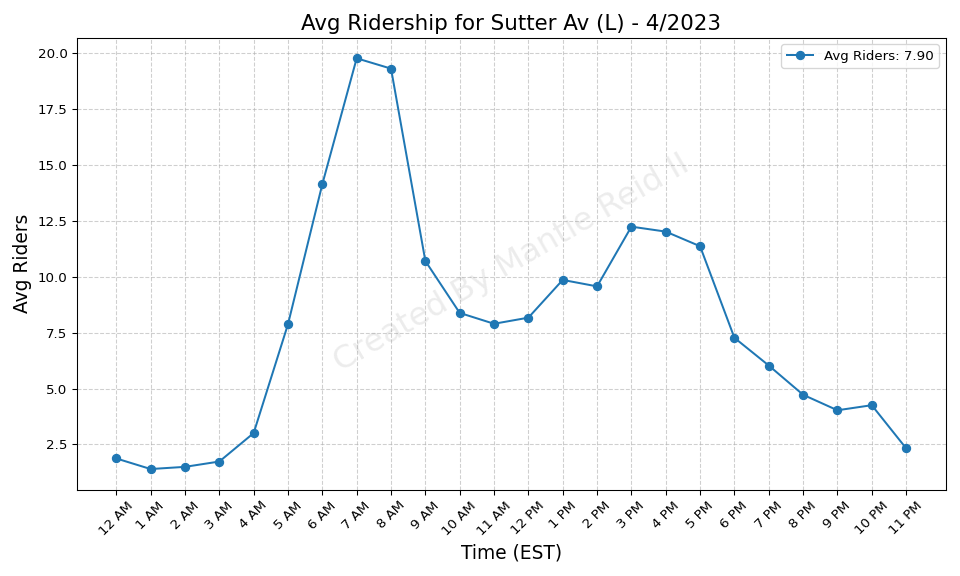 Avg Ridership for Sutter Av (L) - 4/2023
Avg Riders: 7.90
20.0
17.5
15.0
12.5
10.0
7.5
5.0
2.5
Avg Riders
Created By Mantie Reid II
12 AM 1 AM 2 AM 3 AM 4 AM 5 AM 6 AM 7 AM 8 AM 9 AM 10 AM 11 AM 12 PM 1 PM 2 PM 3 PM 4 PM 5 PM 6 PM 7 PM 8 PM 9 PM 10 PM 11 PM
Time (EST)